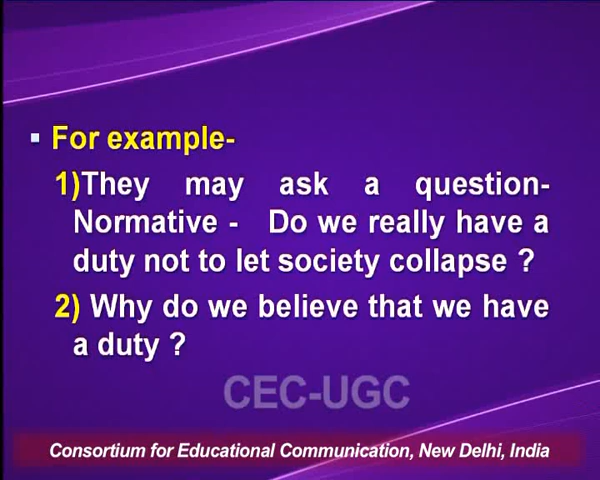 ▪ For example-
1)They may ask a question-
Normative - Do we really have a
duty not to let society collapse ?
2) Why do we believe that we have
a duty ?
CEC-UGC
Consortium for Educational Communication, New Delhi, India